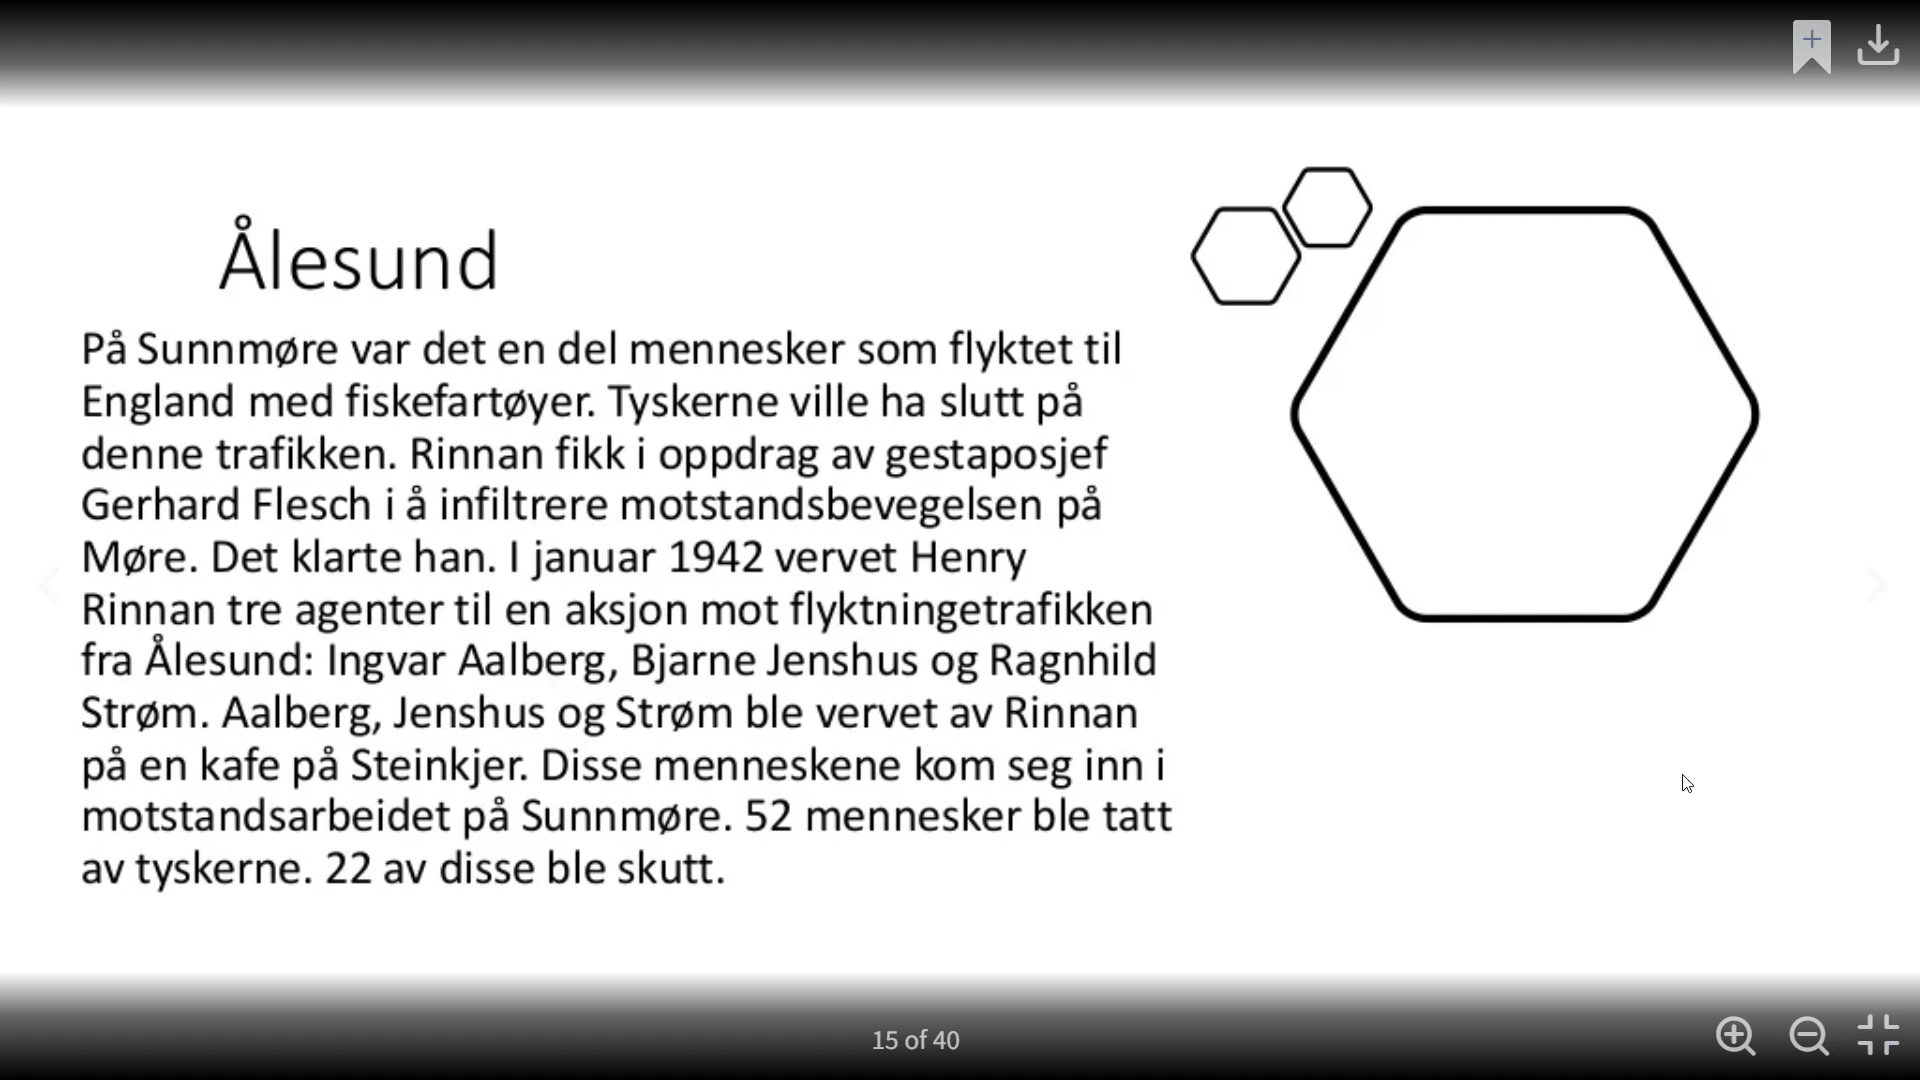 Ålesund
På Sunnmøre var det en del mennesker som flyktet til
England med fiskefartøyer. Tyskerne ville ha slutt på
denne trafikken. Rinnan fikk i oppdrag av gestaposjef
Gerhard Flesch i å infiltrere motstandsbevegelsen på
Møre. Det klarte han. I januar 1942 vervet Henry
Rinnan tre agenter til en aksjon mot flyktningetrafikken
fra Ålesund: Ingvar Aalberg, Bjarne Jenshus og Ragnhild
Strøm. Aalberg, Jenshus og Strøm ble vervet av Rinnan
på en kafe på Steinkjer. Disse menneskene kom seg inn i
motstandsarbeidet på Sunnmøre. 52 mennesker ble tatt
av tyskerne. 22 av disse ble skutt.
15 of 40